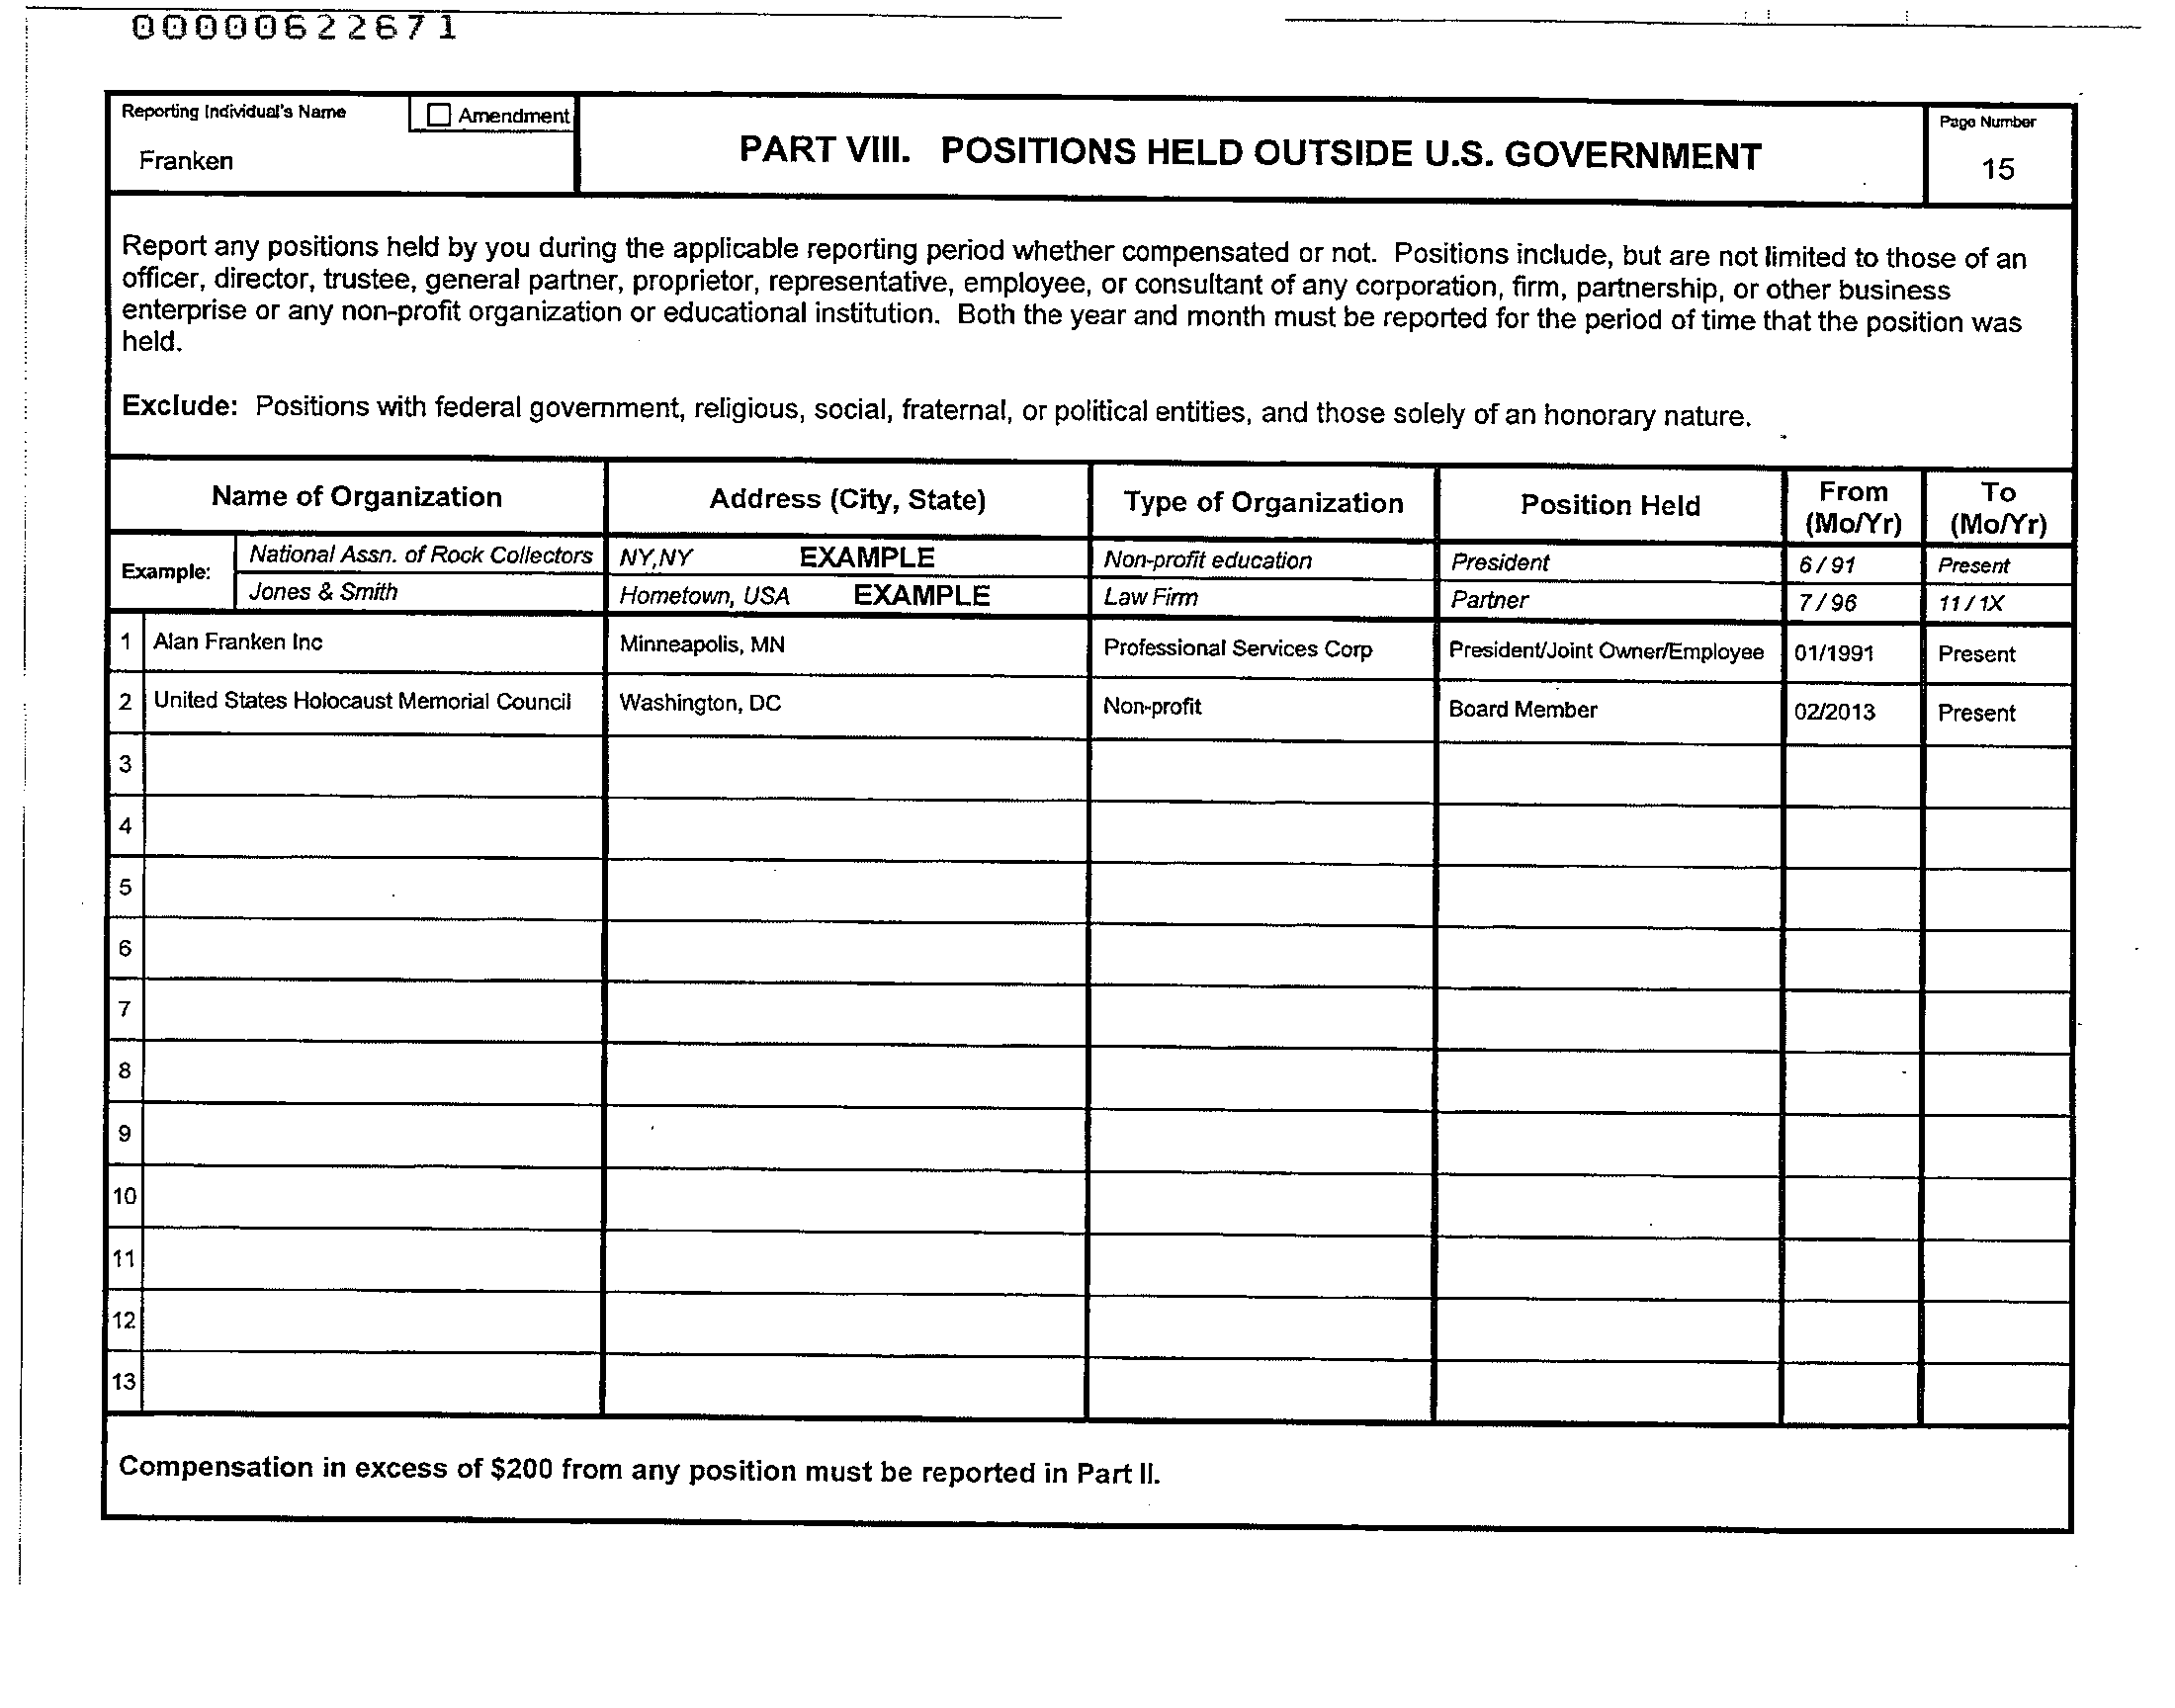 00000622671
Reporting Individual's Name
Amendment
Franken
PART VIII. POSITIONS HELD OUTSIDE U.S. GOVERNMENT
Page Number
15
Report any positions held by you during the applicable reporting period whether compensated or not. Positions include, but are not limited to those of an
officer, director, trustee, general partner, proprietor, representative, employee, or consultant of any corporation, firm, partnership, or other business
enterprise or any non-profit organization or educational institution. Both the year and month must be reported for the period of time that the position was
held.
Exclude: Positions with federal government, religious, social, fraternal, or political entities, and those solely of an honorary nature.
Name of Organization Address (City, State) Type of Organization Position Held From (Mo/Yr) To (Mo/Yr)
Example: National Assn. of Rock Collectors NY,NY EXAMPLE Non-profit education President 6/91 Present
Jones & Smith Hometown, USA EXAMPLE Law Firm Partner 7/96 11/1X
1 Alan Franken Inc Minneapolis, MN Professional Services Corp President/Joint Owner/Employee 01/1991 Present
2 United States Holocaust Memorial Council Washington, DC Non-profit Board Member 02/2013 Present
3
4
5
6
7
8
9
10
11
12
13
Compensation in excess of $200 from any position must be reported in Part II.